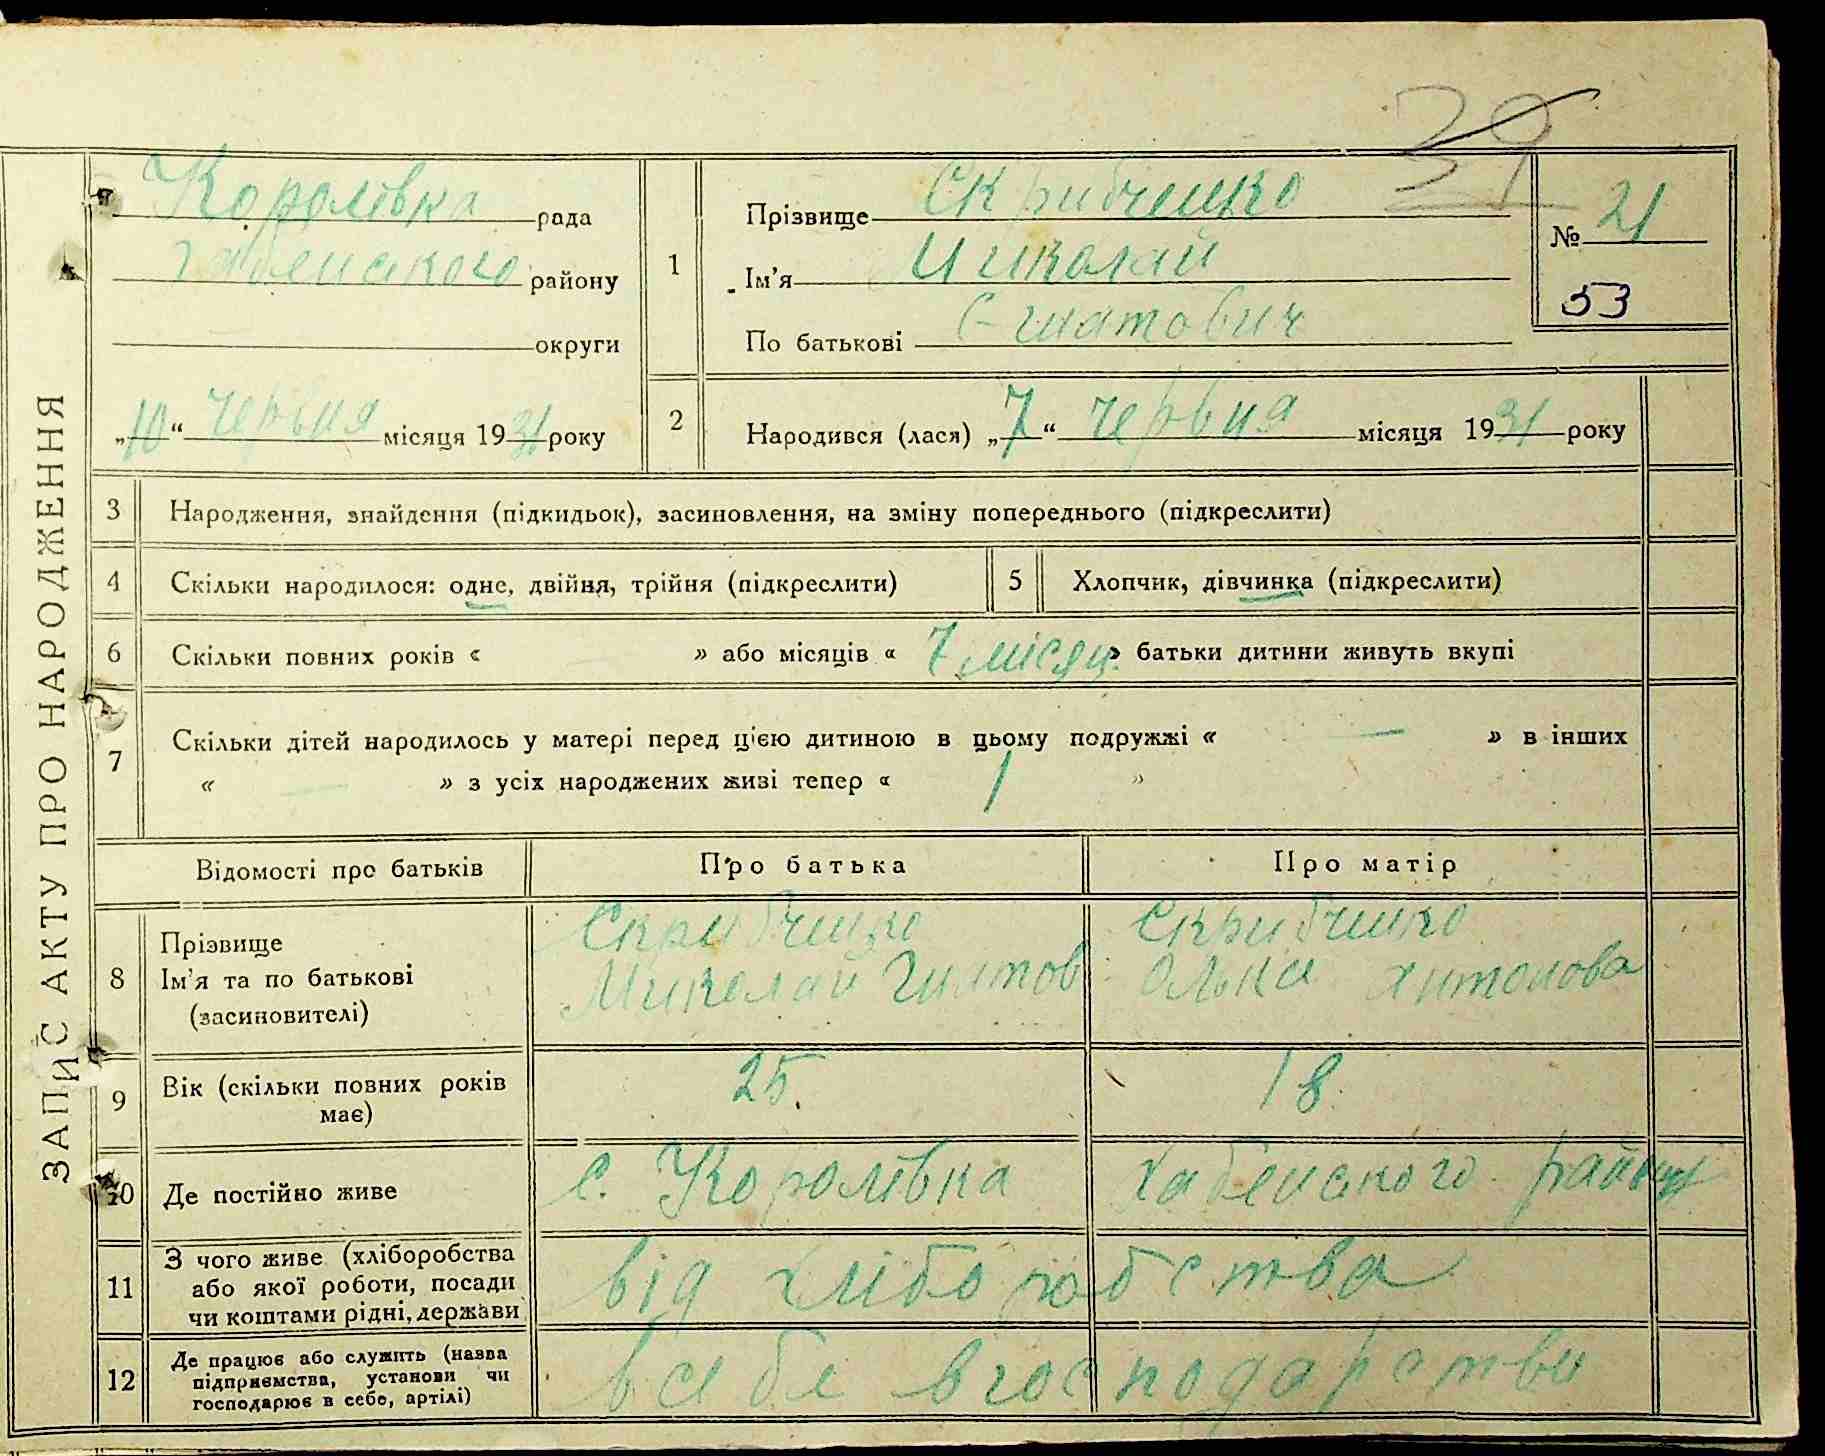 39
ЗАПИС АКТУ ПРО НАРОДЖЕННЯ
Королівка рада
Хабенського району
округи
„10“ червня місяця 1931 року
1
Прізвище Скрибченко
Ім'я Миколай
По батькові
№ 21
53
2 Народився (лася) „7“ червня місяця 1931 року
3 Народження, знайдення (підкидьок), засиновлення, на зміну попереднього (підкреслити)
4 Скільки народилося: одне, двійня, трійня (підкреслити)
5 Хлопчик, дівчинка (підкреслити)
6 Скільки повних років « — » або місяців « 7 місяц. » батьки дитини живуть вкупі
7 Скільки дітей народилось у матері перед цією дитиною в цьому подружжі « — » в інших
« — » з усіх народжених живі тепер « 1 »
Відомості про батьків Про батька Про матір
8 Прізвище
Ім'я та по батькові
(засиновителі)
Скрибченко
Миколай
Скрибченко
Антонова
9 Вік (скільки повних років
має)
25. 18.
10 Де постійно живе с. Королівка Хабенського району
11 З чого живе (хліборобства
або якої роботи, посади
чи коштами рідні, держави
від хліборобства
12 Де працює або служить (назва
підприємства, установи чи
господарює в себе, артілі)
в себе в господарстві